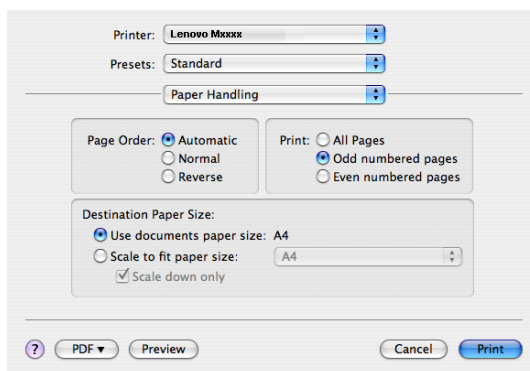 Printer: Lenovo Mxxxx
Presets: Standard
Paper Handling
Page Order: Automatic
Normal
Reverse
Print: All Pages
Odd numbered pages
Even numbered pages
Destination Paper Size:
Use documents paper size: A4
Scale to fit paper size: A4
Scale down only
? PDF ▼ Preview Cancel Print